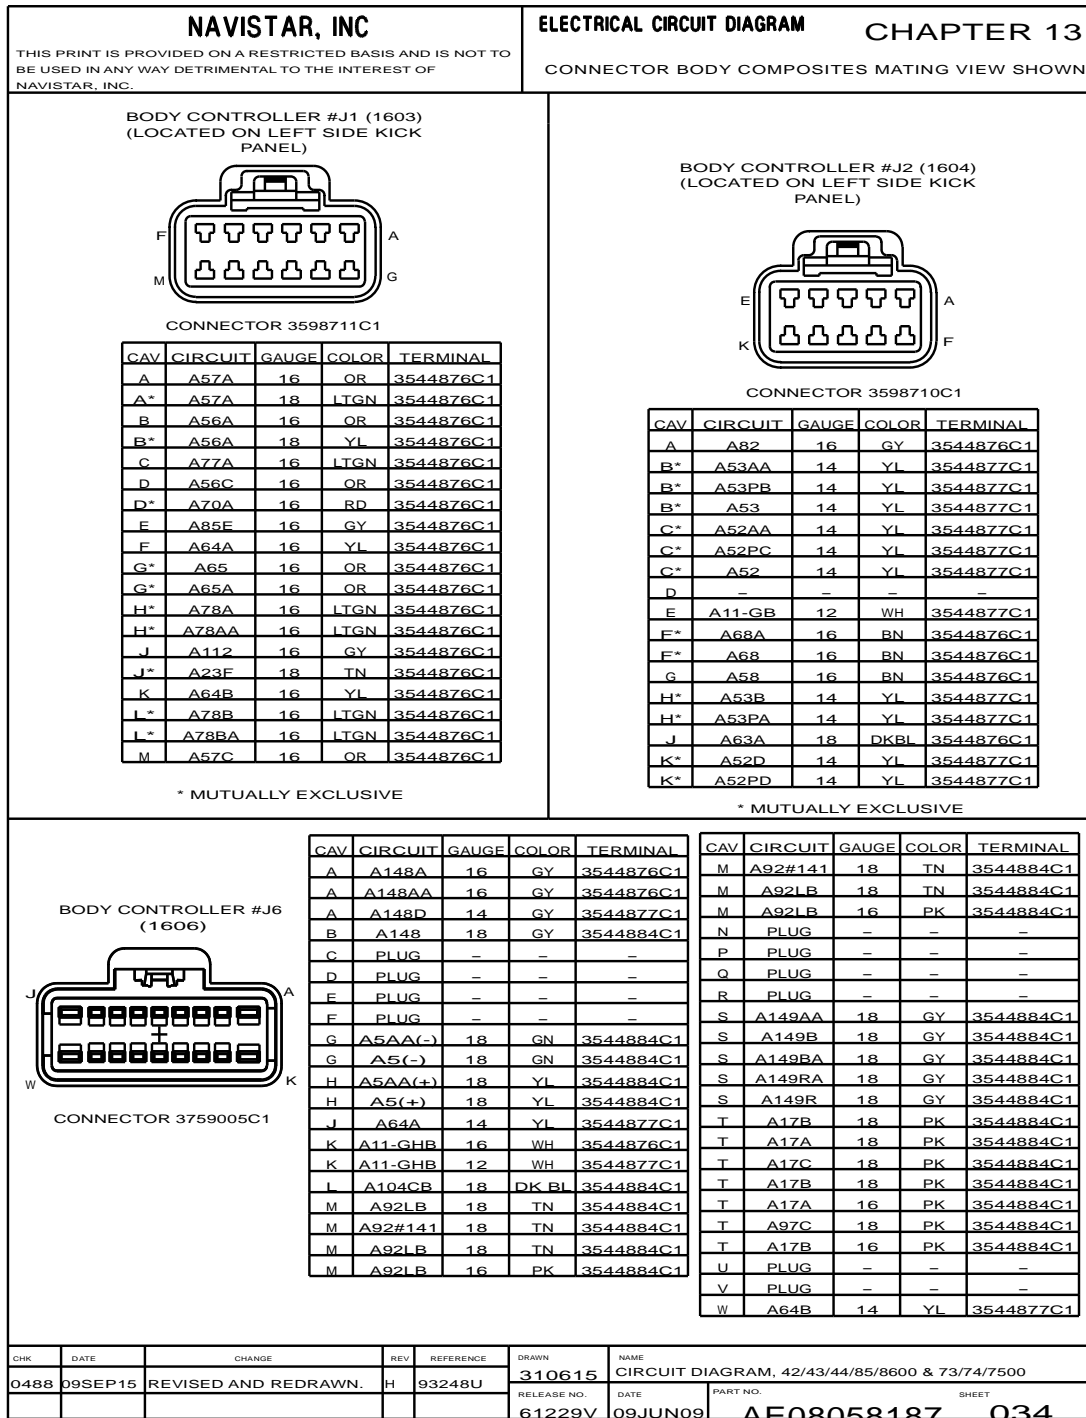 NAVISTAR, INC
THIS PRINT IS PROVIDED ON A RESTRICTED BASIS AND IS NOT TO
BE USED IN ANY WAY DETRIMENTAL TO THE INTEREST OF
NAVISTAR, INC.
ELECTRICAL CIRCUIT DIAGRAM
CHAPTER 13
CONNECTOR BODY COMPOSITES MATING VIEW SHOWN
BODY CONTROLLER #J1 (1603)
(LOCATED ON LEFT SIDE KICK
PANEL)
F A
M G
CONNECTOR 3598711C1
CAV CIRCUIT GAUGE COLOR TERMINAL
A A57A 16 OR 3544876C1
A* A57A 18 LTGN 3544876C1
B A56A 16 OR 3544876C1
B* A56A 18 YL 3544876C1
C A77A 16 LTGN 3544876C1
D A56C 16 OR 3544876C1
D* A70A 16 RD 3544876C1
E A85E 16 GY 3544876C1
F A64A 16 YL 3544876C1
G* A65 16 OR 3544876C1
G* A65A 16 OR 3544876C1
H* A78A 16 LTGN 3544876C1
H* A78AA 16 LTGN 3544876C1
J A112 16 GY 3544876C1
J* A23F 18 TN 3544876C1
K A64B 16 YL 3544876C1
L* A78B 16 LTGN 3544876C1
L* A78BA 16 LTGN 3544876C1
M A57C 16 OR 3544876C1
* MUTUALLY EXCLUSIVE
BODY CONTROLLER #J2 (1604)
(LOCATED ON LEFT SIDE KICK
PANEL)
E A
K F
CONNECTOR 3598710C1
CAV CIRCUIT GAUGE COLOR TERMINAL
A A82 16 GY 3544876C1
B* A53AA 14 YL 3544877C1
B* A53PB 14 YL 3544877C1
B* A53 14 YL 3544877C1
C* A52AA 14 YL 3544877C1
C* A52PC 14 YL 3544877C1
C* A52 14 YL 3544877C1
D – – – –
E A11-GB 12 WH 3544877C1
F* A68A 16 BN 3544876C1
F* A68 16 BN 3544876C1
G A58 16 BN 3544876C1
H* A53B 14 YL 3544877C1
H* A53PA 14 YL 3544877C1
J A63A 18 DKBL 3544876C1
K* A52D 14 YL 3544877C1
K* A52PD 14 YL 3544877C1
* MUTUALLY EXCLUSIVE
BODY CONTROLLER #J6
(1606)
J A
W K
CONNECTOR 3759005C1
CAV CIRCUIT GAUGE COLOR TERMINAL
A A148A 16 GY 3544876C1
A A148AA 16 GY 3544876C1
A A148D 14 GY 3544877C1
B A148 18 GY 3544884C1
C PLUG – – –
D PLUG – – –
E PLUG – – –
F PLUG – – –
G A5AA(-) 18 GN 3544884C1
G A5(-) 18 GN 3544884C1
H A5AA(+) 18 YL 3544884C1
H A5(+) 18 YL 3544884C1
J A64A 14 YL 3544877C1
K A11-GHB 16 WH 3544876C1
K A11-GHB 12 WH 3544877C1
L A104CB 18 DK BL 3544884C1
M A92LB 18 TN 3544884C1
M A92#141 18 TN 3544884C1
M A92LB 18 TN 3544884C1
M A92LB 16 PK 3544884C1
CAV CIRCUIT GAUGE COLOR TERMINAL
M A92#141 18 TN 3544884C1
M A92LB 18 TN 3544884C1
M A92LB 16 PK 3544884C1
N PLUG – – –
P PLUG – – –
Q PLUG – – –
R PLUG – – –
S A149AA 18 GY 3544884C1
S A149B 18 GY 3544884C1
S A149BA 18 GY 3544884C1
S A149RA 18 GY 3544884C1
S A149R 18 GY 3544884C1
T A17B 18 PK 3544884C1
T A17A 18 PK 3544884C1
T A17C 18 PK 3544884C1
T A17B 18 PK 3544884C1
T A17A 16 PK 3544884C1
T A97C 18 PK 3544884C1
T A17B 16 PK 3544884C1
U PLUG – – –
V PLUG – – –
W A64B 14 YL 3544877C1
CHK DATE CHANGE REV REFERENCE
0488 09SEP15 REVISED AND REDRAWN. H 93248U
DRAWN
310615
NAME
CIRCUIT DIAGRAM, 42/43/44/85/8600 & 73/74/7500
RELEASE NO.
61229V
DATE
09JUN09
PART NO.
AE08058187
SHEET
034